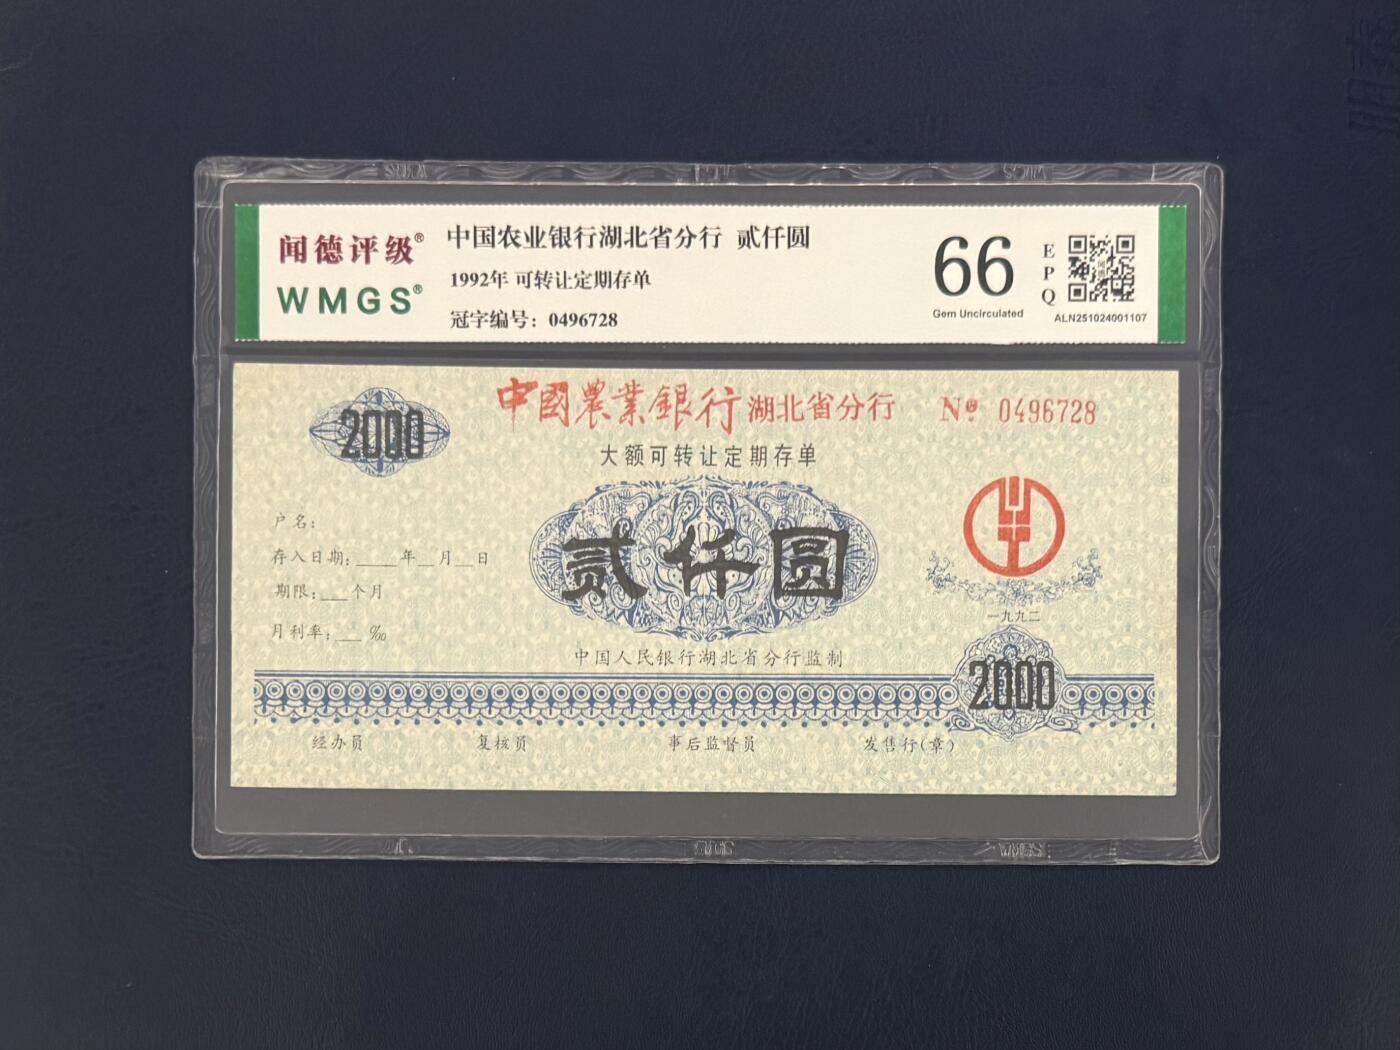 闻德评级®
WMGS®
中国农业银行湖北省分行 贰仟圆
1992年 可转让定期存单
冠字编号：0496728
66
EPQ
Gem Uncirculated
ALN251024001107
中國農業銀行湖北省分行
№ 0496728
2000
大额可转让定期存单
户名:
存入日期:____年__月__日
期限:___个月
月利率:___‰
贰仟圆
一九九二
中国人民银行湖北省分行监制
2000
经办员 复核员 事后监督员 发售行(章)